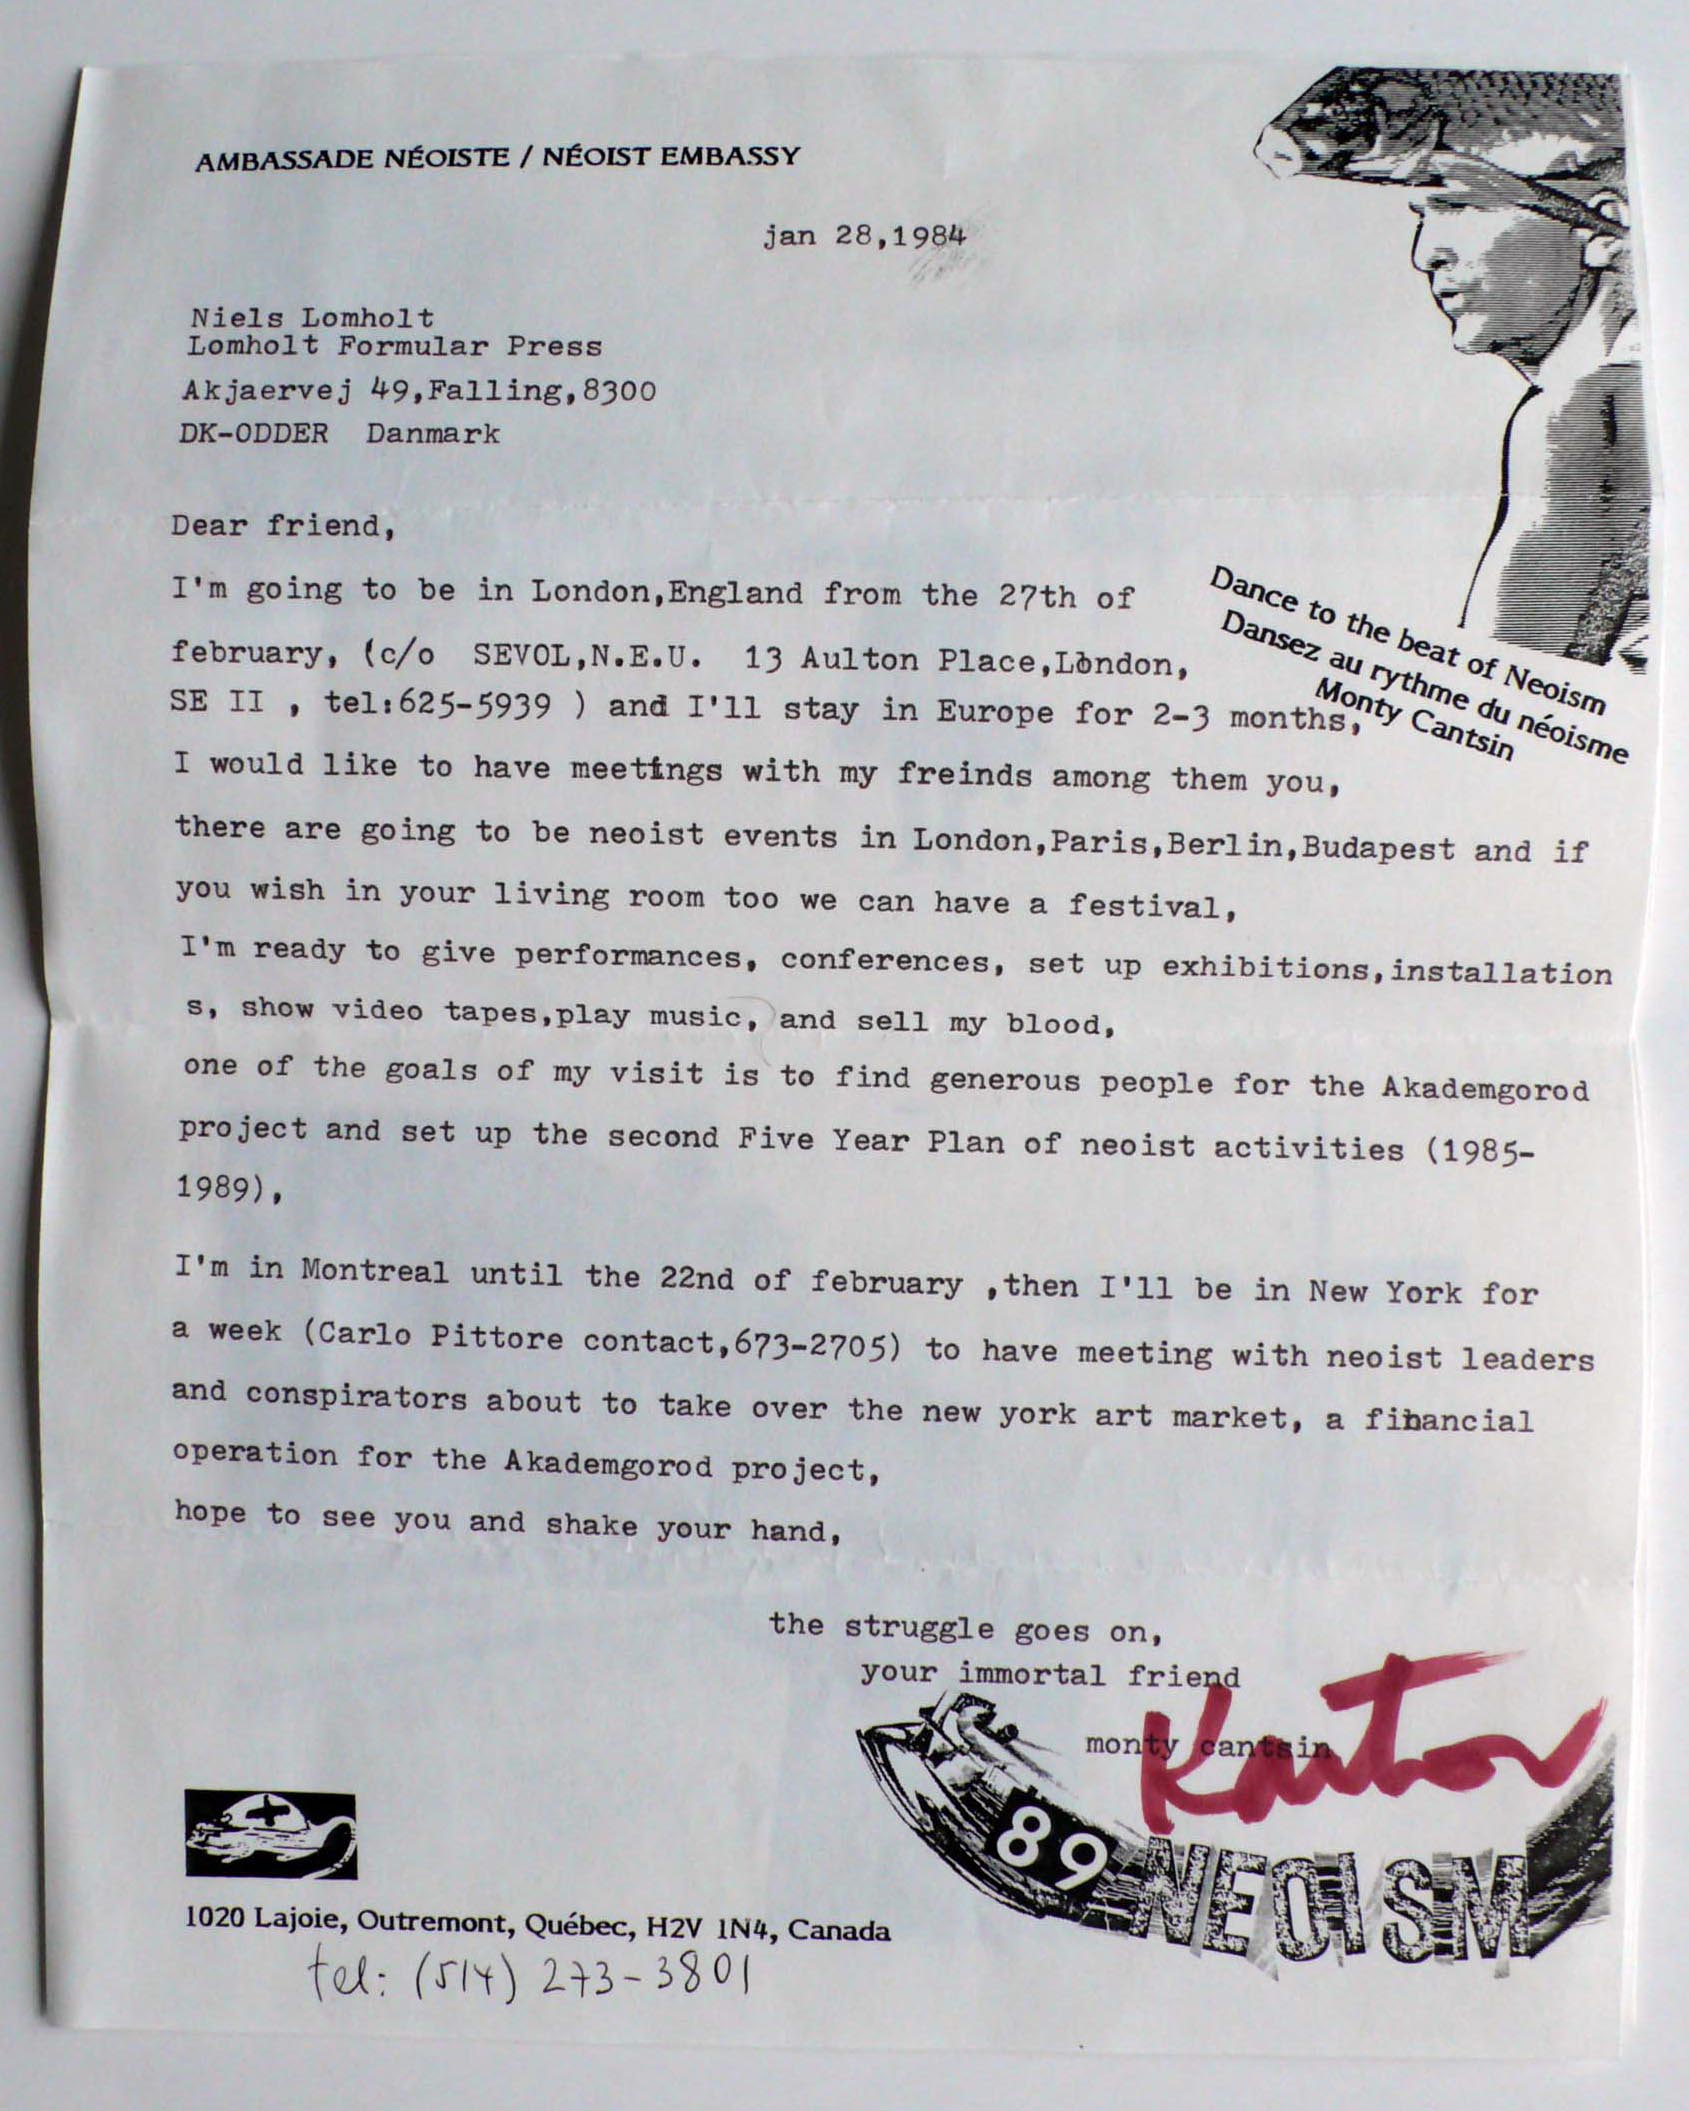 AMBASSADE NÉOISTE / NÉOIST EMBASSY
jan 28,1984
Niels Lomholt
Lomholt Formular Press
Akjaervej 49,Falling,8300
DK-ODDER  Danmark
Dear friend,
I'm going to be in London,England from the 27th of
february, (c/o  SEVOL,N.E.U.  13 Aulton Place,London,
SE II , tel:625-5939 ) and I'll stay in Europe for 2-3 months,
Dance to the beat of Neoism
Dansez au rythme du néoisme
Monty Cantsin
I would like to have meetings with my freinds among them you,
there are going to be neoist events in London,Paris,Berlin,Budapest and if
you wish in your living room too we can have a festival,
I'm ready to give performances, conferences, set up exhibitions,installation
s, show video tapes,play music, and sell my blood,
one of the goals of my visit is to find generous people for the Akademgorod
project and set up the second Five Year Plan of neoist activities (1985-
1989),
I'm in Montreal until the 22nd of february ,then I'll be in New York for
a week (Carlo Pittore contact,673-2705) to have meeting with neoist leaders
and conspirators about to take over the new york art market, a financial
operation for the Akademgorod project,
hope to see you and shake your hand,
the struggle goes on,
your immortal friend
monty cantsin
Kantor
89
NEOISM
1020 Lajoie, Outremont, Québec, H2V 1N4, Canada
tel: (514) 273-3801